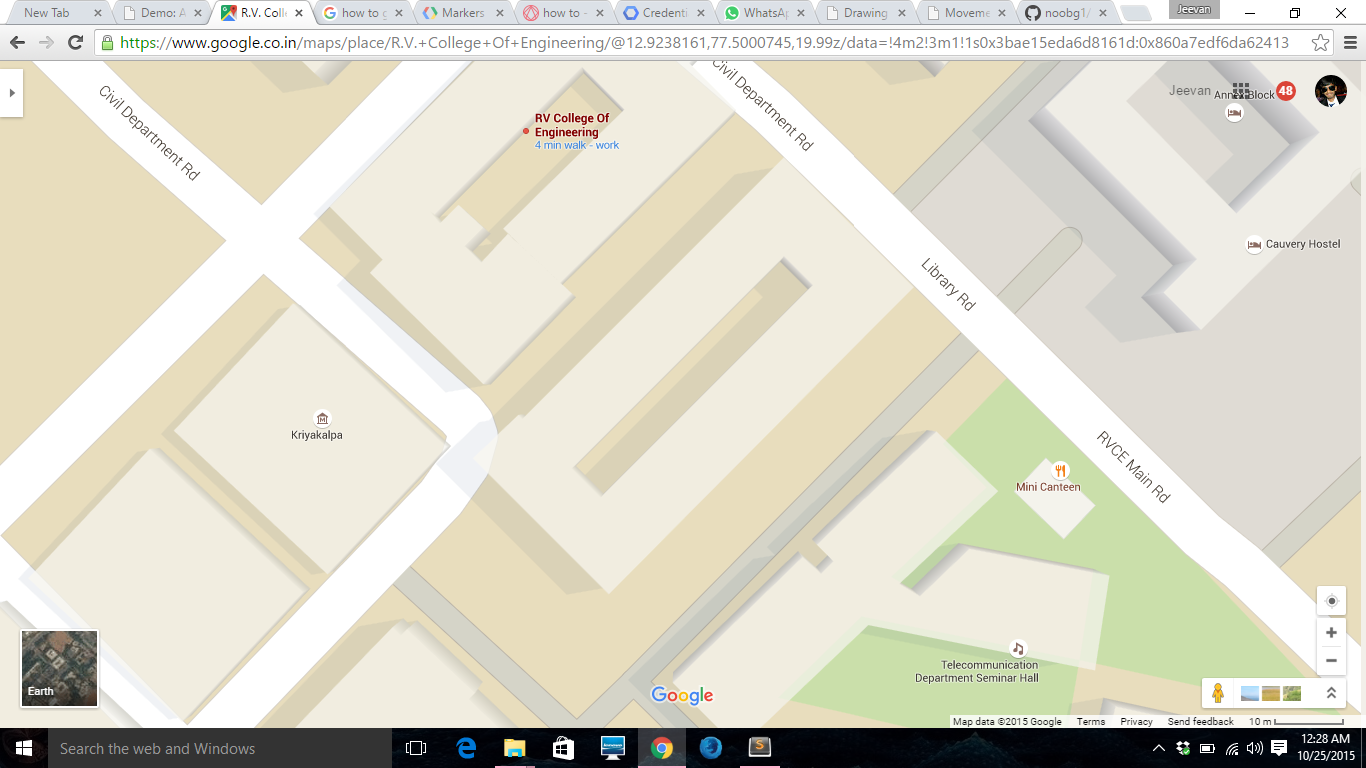 New Tab
Demo: A
R.V. Coll
how to g
Markers
how to -
Credenti
WhatsAp
Drawing
Moveme
noobg1/
Jeevan
https://www.google.co.in/maps/place/R.V.+College+Of+Engineering/@12.9238161,77.5000745,19.99z/data=!4m2!3m1!1s0x3bae15eda6d8161d:0x860a7edf6da62413
Jeevan
48
Annex Block
Civil Department Rd
Civil Department Rd
RV College Of
Engineering
4 min walk - work
Cauvery Hostel
Library Rd
Kriyakalpa
RVCE Main Rd
Mini Canteen
Telecommunication
Department Seminar Hall
Earth
Google
Map data ©2015 Google
Terms
Privacy
Send feedback
10 m
Search the web and Windows
12:28 AM
10/25/2015